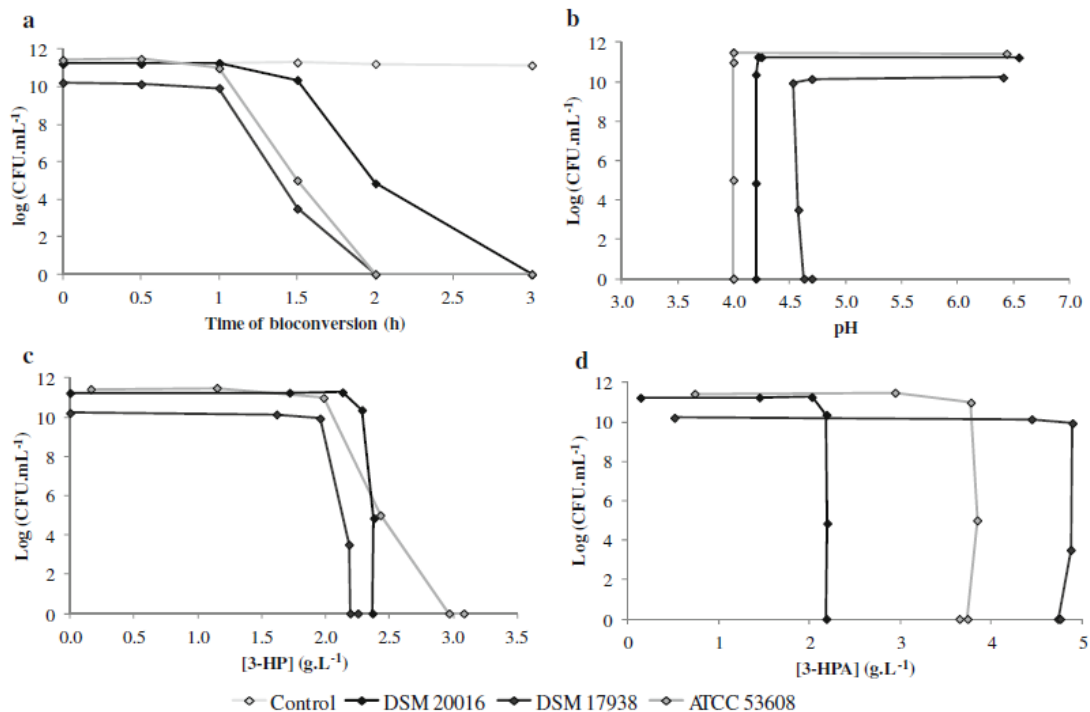 a
log (CFU.mL-1)
12
10
8
6
4
2
0
0 0.5 1 1.5 2 2.5 3
Time of bioconversion (h)
b
Log (CFU.mL-1)
12
10
8
6
4
2
0
3.0 3.5 4.0 4.5 5.0 5.5 6.0 6.5 7.0
pH
c
Log (CFU.mL-1)
12
10
8
6
4
2
0
0.0 0.5 1.0 1.5 2.0 2.5 3.0 3.5
[3-HP] (g.L-1)
d
Log (CFU.mL-1)
12
10
8
6
4
2
0
0 1 2 3 4 5
[3-HPA] (g.L-1)
Control DSM 20016 DSM 17938 ATCC 53608